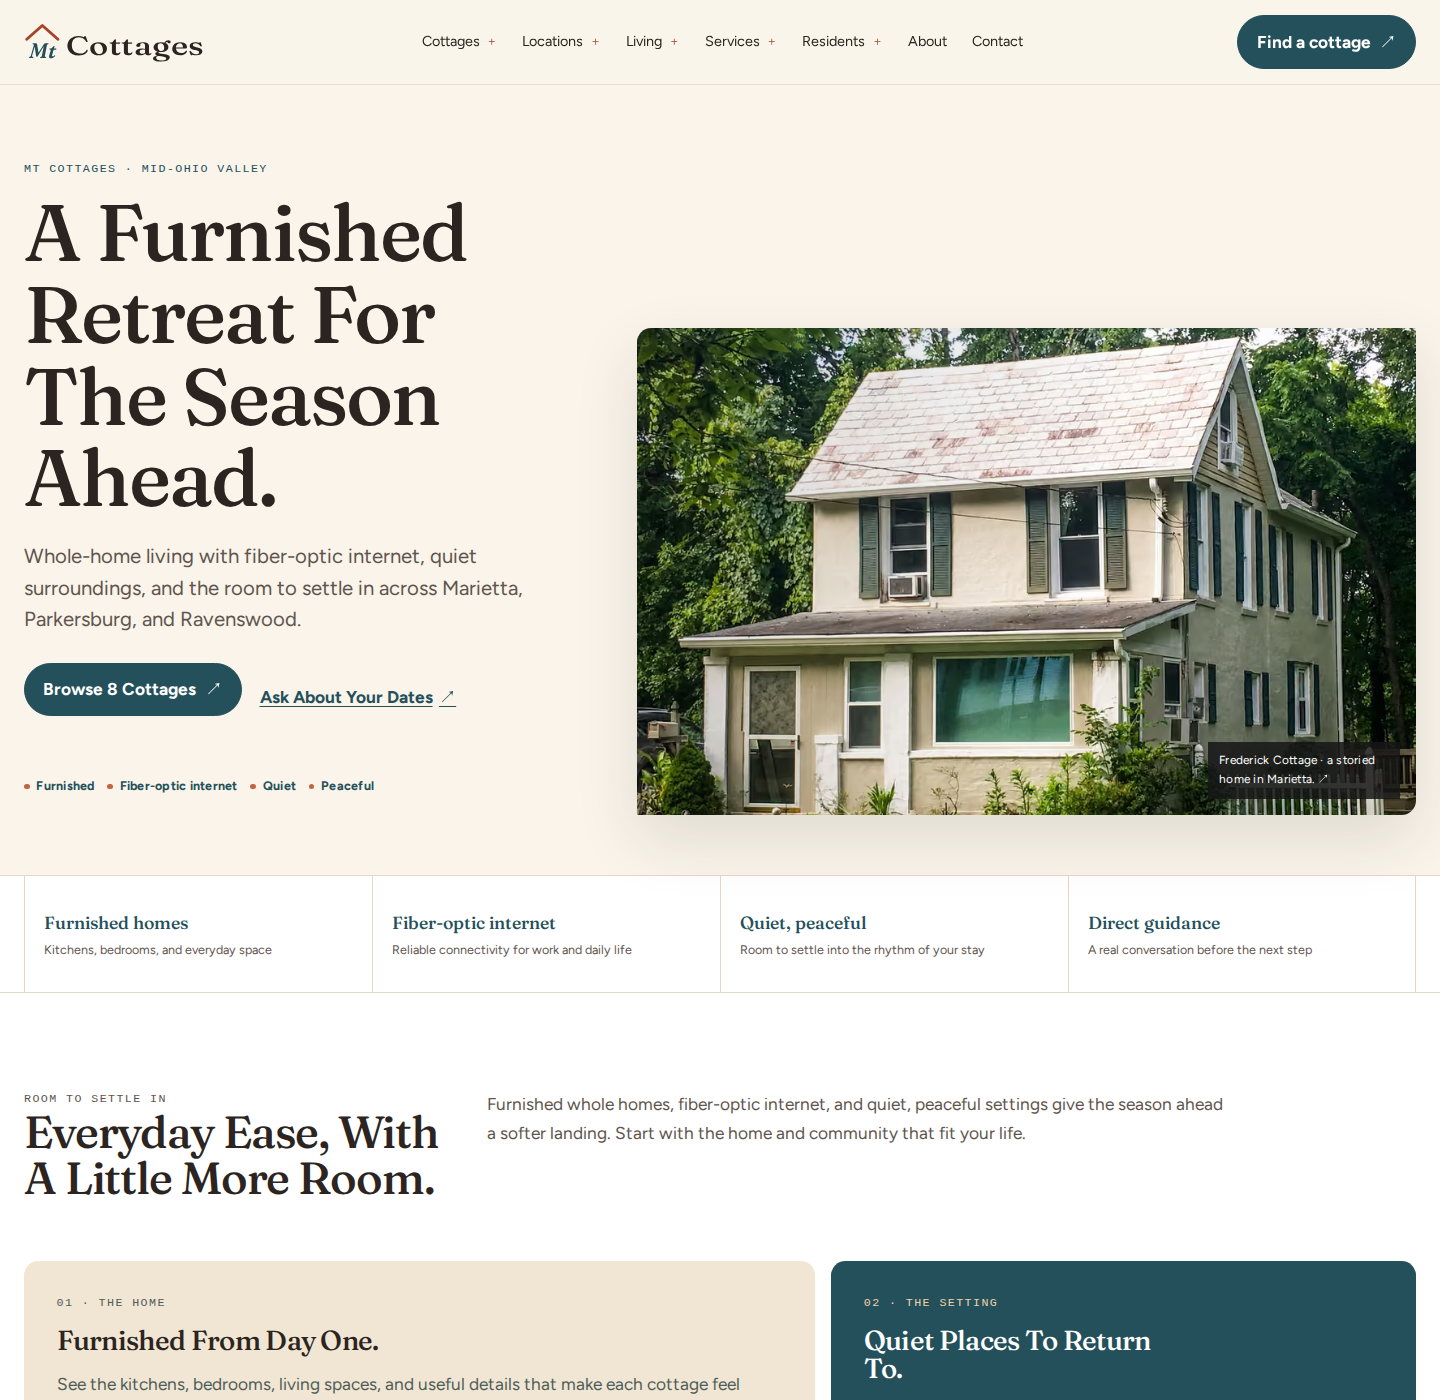 Mt Cottages
Cottages +
Locations +
Living +
Services +
Residents +
About
Contact
Find a cottage ↗
MT COTTAGES · MID-OHIO VALLEY
A Furnished
Retreat For
The Season
Ahead.
Whole-home living with fiber-optic internet, quiet
surroundings, and the room to settle in across Marietta,
Parkersburg, and Ravenswood.
Browse 8 Cottages ↗
Ask About Your Dates ↗
Furnished
Fiber-optic internet
Quiet
Peaceful
Frederick Cottage · a storied
home in Marietta. ↗
Furnished homes
Kitchens, bedrooms, and everyday space
Fiber-optic internet
Reliable connectivity for work and daily life
Quiet, peaceful
Room to settle into the rhythm of your stay
Direct guidance
A real conversation before the next step
ROOM TO SETTLE IN
Everyday Ease, With
A Little More Room.
Furnished whole homes, fiber-optic internet, and quiet, peaceful settings give the season ahead
a softer landing. Start with the home and community that fit your life.
01 · THE HOME
Furnished From Day One.
See the kitchens, bedrooms, living spaces, and useful details that make each cottage feel
02 · THE SETTING
Quiet Places To Return
To.